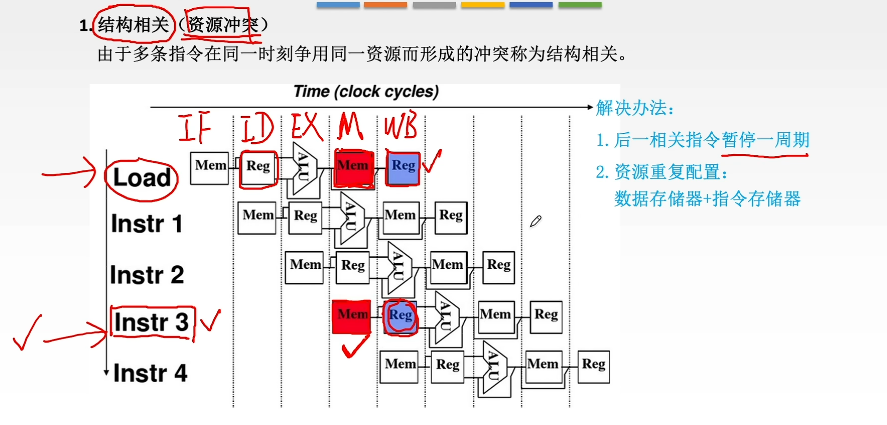 1. 结构相关（资源冲突）
由于多条指令在同一时刻争用同一资源而形成的冲突称为结构相关。
Time (clock cycles)
解决办法：
1. 后一相关指令暂停一周期
2. 资源重复配置：
数据存储器+指令存储器
IF ID EX M WB
Load Mem Reg ALU Mem Reg
Instr 1 Mem Reg ALU Mem Reg
Instr 2 Mem Reg ALU Mem Reg
Instr 3 Mem Reg ALU Mem Reg
Instr 4 Mem Reg ALU Mem Reg